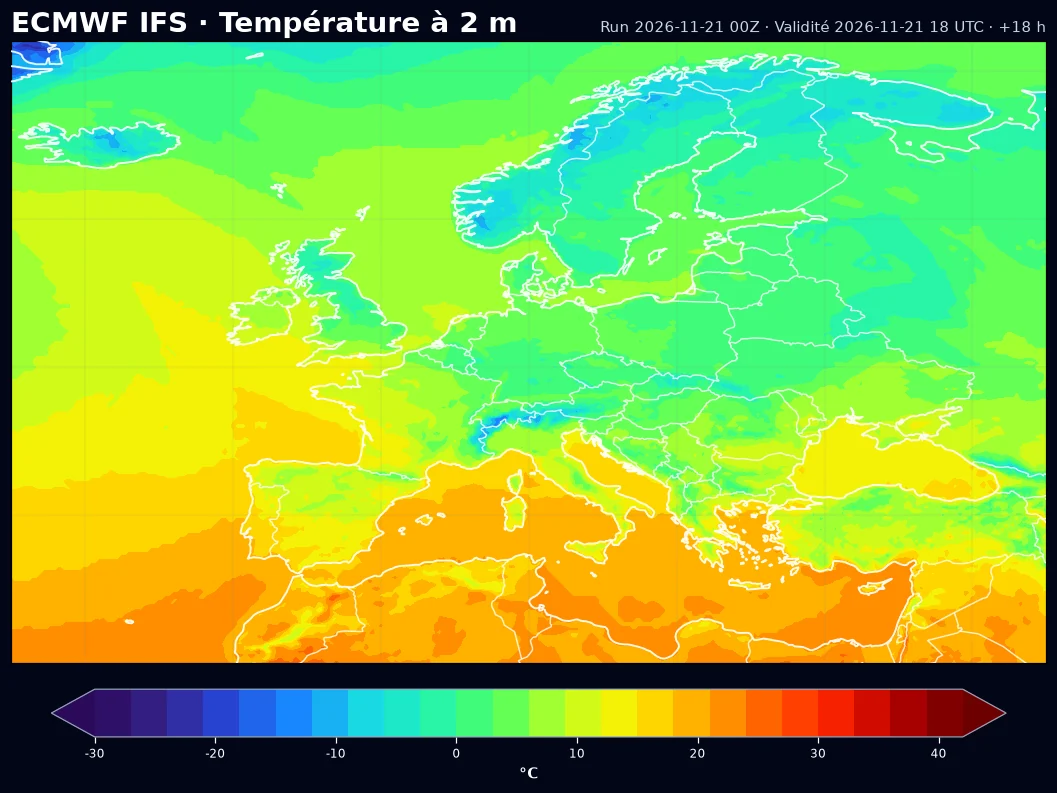 ECMWF IFS · Température à 2 m
Run 2026-11-21 00Z · Validité 2026-11-21 18 UTC · +18 h
-30 -20 -10 0 10 20 30 40
°C